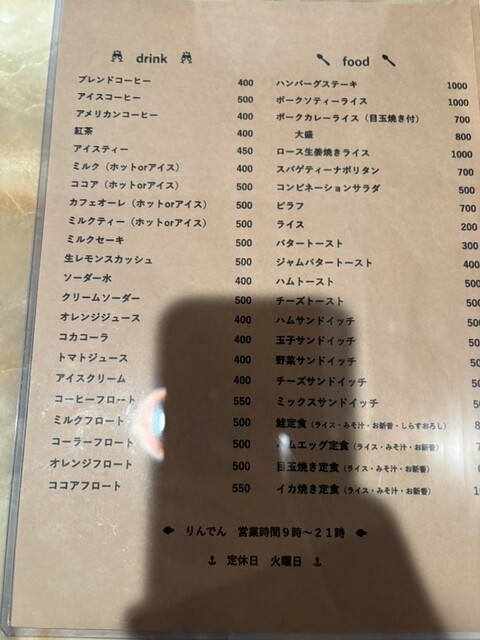 drink
ブレンドコーヒー 400
アイスコーヒー 500
アメリカンコーヒー 400
紅茶 400
アイスティー 450
ミルク（ホットorアイス） 400
ココア（ホットorアイス） 500
カフェオーレ（ホットorアイス） 500
ミルクティー（ホットorアイス） 500
ミルクセーキ 500
生レモンスカッシュ 500
ソーダー水 400
クリームソーダー 500
オレンジジュース 400
コカコーラ 400
トマトジュース 400
アイスクリーム 400
コーヒーフロート 550
ミルクフロート 500
コーラーフロート 500
オレンジフロート 500
ココアフロート 550
food
ハンバーグステーキ 1000
ポークソティーライス 1000
ポークカレーライス（目玉焼き付） 700
大盛 800
ロース生姜焼きライス 1000
スパゲティーナポリタン 700
コンビネーションサラダ 500
ピラフ 700
ライス 200
バタートースト 300
ジャムバタートースト 400
ハムトースト
チーズトースト
ハムサンドイッチ
玉子サンドイッチ
野菜サンドイッチ
チーズサンドイッチ
ミックスサンドイッチ
鮭定食（ライス・みそ汁・お新香・しらすおろし）
ハムエッグ定食（ライス・みそ汁・お新香）
目玉焼き定食（ライス・みそ汁・お新香）
イカ焼き定食（ライス・みそ汁・お新香）
りんでん 営業時間９時～２１時
定休日 火曜日